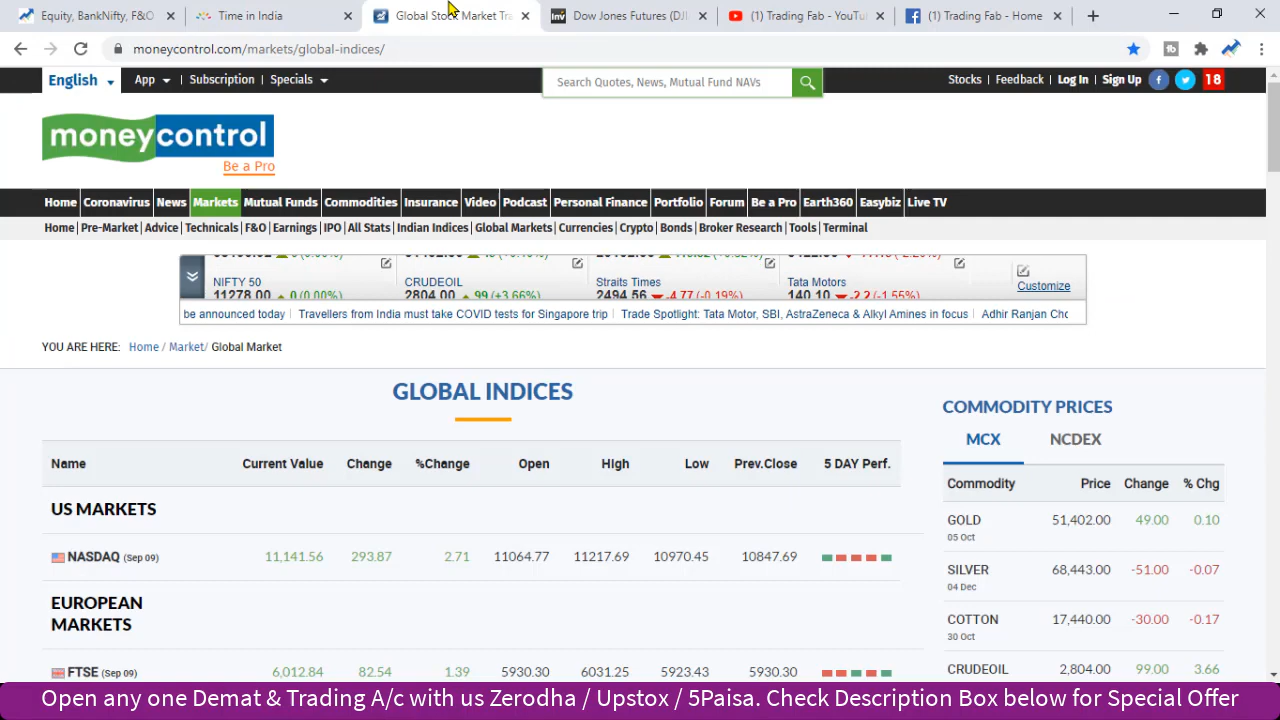 Equity, BankNifty, F&O
Time in India
Global Stock Market Tra
Inv Dow Jones Futures (DJI
(1) Trading Fab - YouTu
(1) Trading Fab - Home
moneycontrol.com/markets/global-indices/
English App Subscription Specials
Search Quotes, News, Mutual Fund NAVs
Stocks Feedback Log In Sign Up 18
moneycontrol
Be a Pro
Home Coronavirus News Markets Mutual Funds Commodities Insurance Video Podcast Personal Finance Portfolio Forum Be a Pro Earth360 Easybiz Live TV
Home Pre-Market Advice Technicals F&O Earnings IPO All Stats Indian Indices Global Markets Currencies Crypto Bonds Broker Research Tools Terminal
NIFTY 50 CRUDEOIL Straits Times Tata Motors
11278.00 0 (0.00%) 2804.00 99 (+3.66%) 2494.56 -4.77 (-0.19%) 140.10 -2.2 (-1.55%)
Customize
be announced today Travellers from India must take COVID tests for Singapore trip Trade Spotlight: Tata Motor, SBI, AstraZeneca & Alkyl Amines in focus Adhir Ranjan
YOU ARE HERE: Home / Market/ Global Market
GLOBAL INDICES
Name Current Value Change %Change Open High Low Prev.Close 5 DAY Perf.
US MARKETS
NASDAQ (Sep 09) 11,141.56 293.87 2.71 11064.77 11217.69 10970.45 10847.69
EUROPEAN
MARKETS
FTSE (Sep 09) 6,012.84 82.54 1.39 5930.30 6031.25 5923.43 5930.30
COMMODITY PRICES
MCX NCDEX
Commodity Price Change % Chg
GOLD 51,402.00 49.00 0.10
05 Oct
SILVER 68,443.00 -51.00 -0.07
04 Dec
COTTON 17,440.00 -30.00 -0.17
30 Oct
CRUDEOIL 2,804.00 99.00 3.66
Open any one Demat & Trading A/c with us Zerodha / Upstox / 5Paisa. Check Description Box below for Special Offer